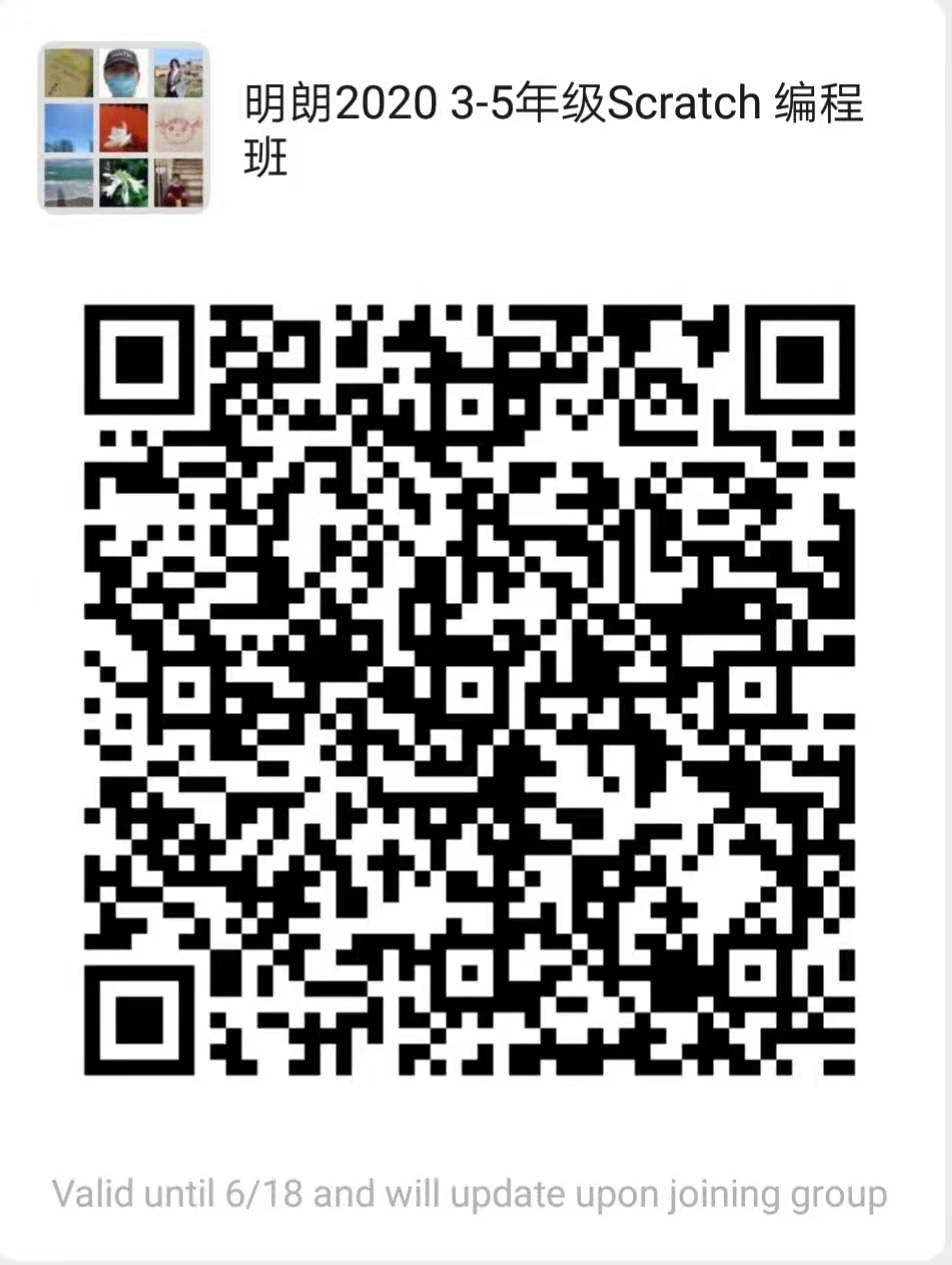 明朗2020 3-5年级Scratch 编程
班
Valid until 6/18 and will update upon joining group